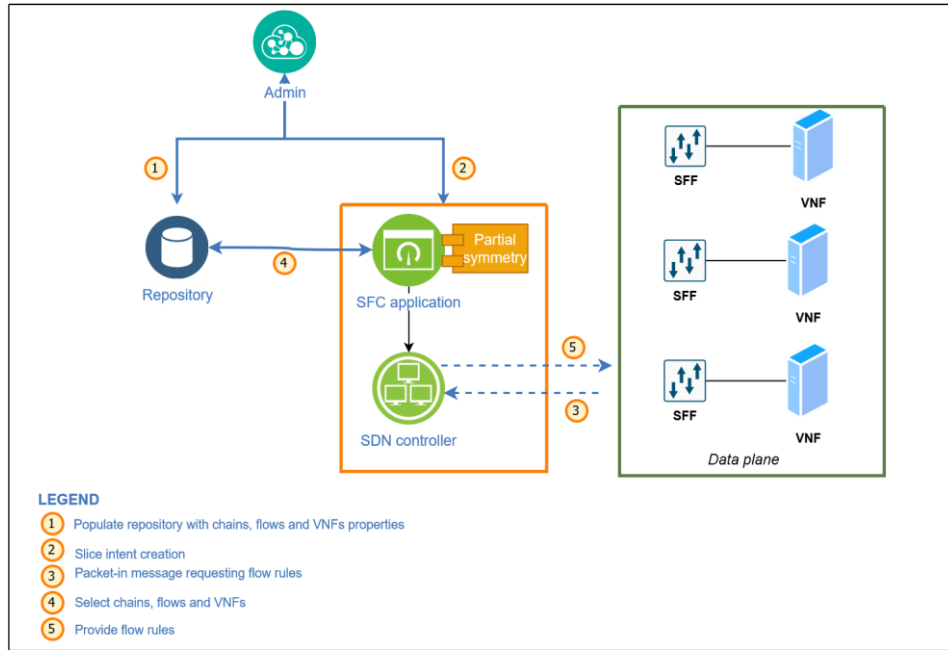 Admin
1
2
Repository
4
SFC application
Partial
symmetry
SDN controller
5
3
SFF
VNF
SFF
VNF
SFF
VNF
Data plane
LEGEND
1 Populate repository with chains, flows and VNFs properties
2 Slice intent creation
3 Packet-in message requesting flow rules
4 Select chains, flows and VNFs
5 Provide flow rules